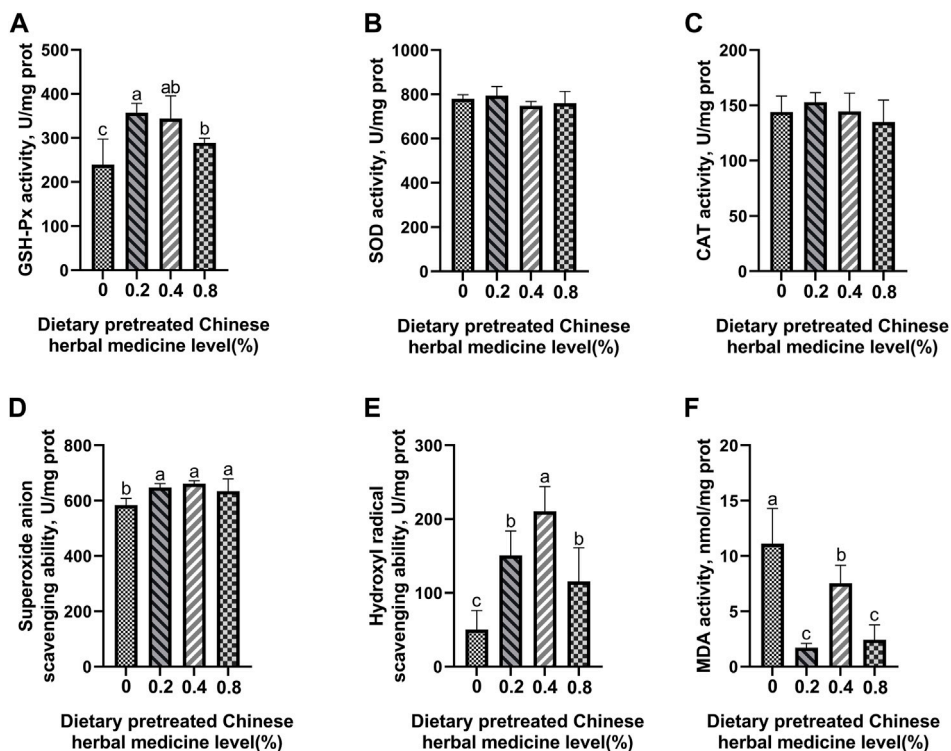 A
GSH-Px activity, U/mg prot
500
400
300
200
100
0
c
a
ab
b
0 0.2 0.4 0.8
Dietary pretreated Chinese
herbal medicine level(%)
B
SOD activity, U/mg prot
1000
800
600
400
200
0
0 0.2 0.4 0.8
Dietary pretreated Chinese
herbal medicine level(%)
C
CAT activity, U/mg prot
200
150
100
50
0
0 0.2 0.4 0.8
Dietary pretreated Chinese
herbal medicine level(%)
D
Superoxide anion
scavenging ability, U/mg prot
800
600
400
200
0
b
a
a
a
0 0.2 0.4 0.8
Dietary pretreated Chinese
herbal medicine level(%)
E
Hydroxyl radical
scavenging ability, U/mg prot
300
200
100
0
c
b
a
b
0 0.2 0.4 0.8
Dietary pretreated Chinese
herbal medicine level(%)
F
MDA activity, nmol/mg prot
20
15
10
5
0
a
c
b
c
0 0.2 0.4 0.8
Dietary pretreated Chinese
herbal medicine level(%)